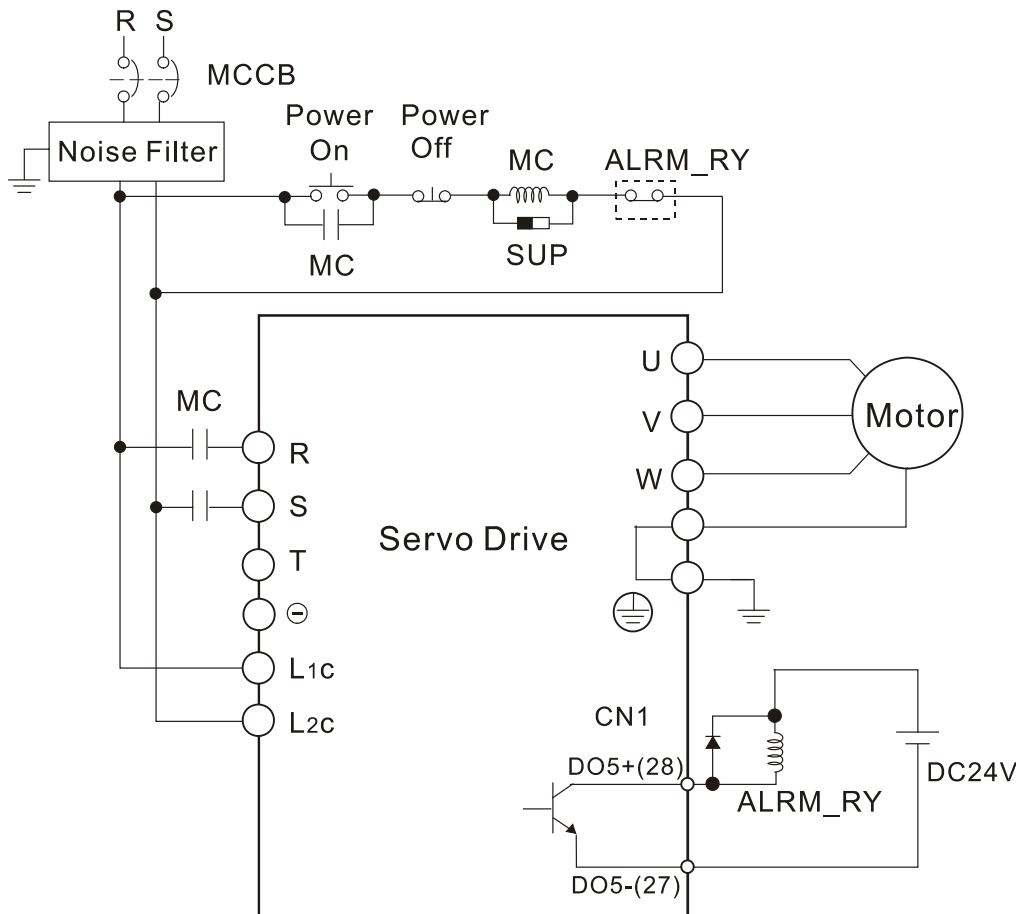 R S
MCCB
Noise Filter
Power
On
Power
Off
MC
ALRM_RY
MC
SUP
MC
R
S
T
⊖
L1c
L2c
Servo Drive
U
V
W
Motor
CN1
DO5+(28)
DO5-(27)
ALRM_RY
DC24V